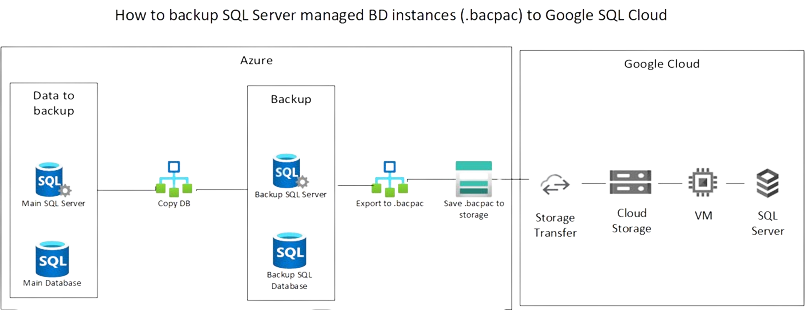 How to backup SQL Server managed BD instances (.bacpac) to Google SQL Cloud
Azure
Google Cloud
Data to
backup
Backup
SQL
Main SQL Server
Copy DB
SQL
Backup SQL Server
Export to .bacpac
Save .bacpac to
storage
Storage
Transfer
Cloud
Storage
VM
SQL
Server
SQL
Main Database
SQL
Backup SQL
Database